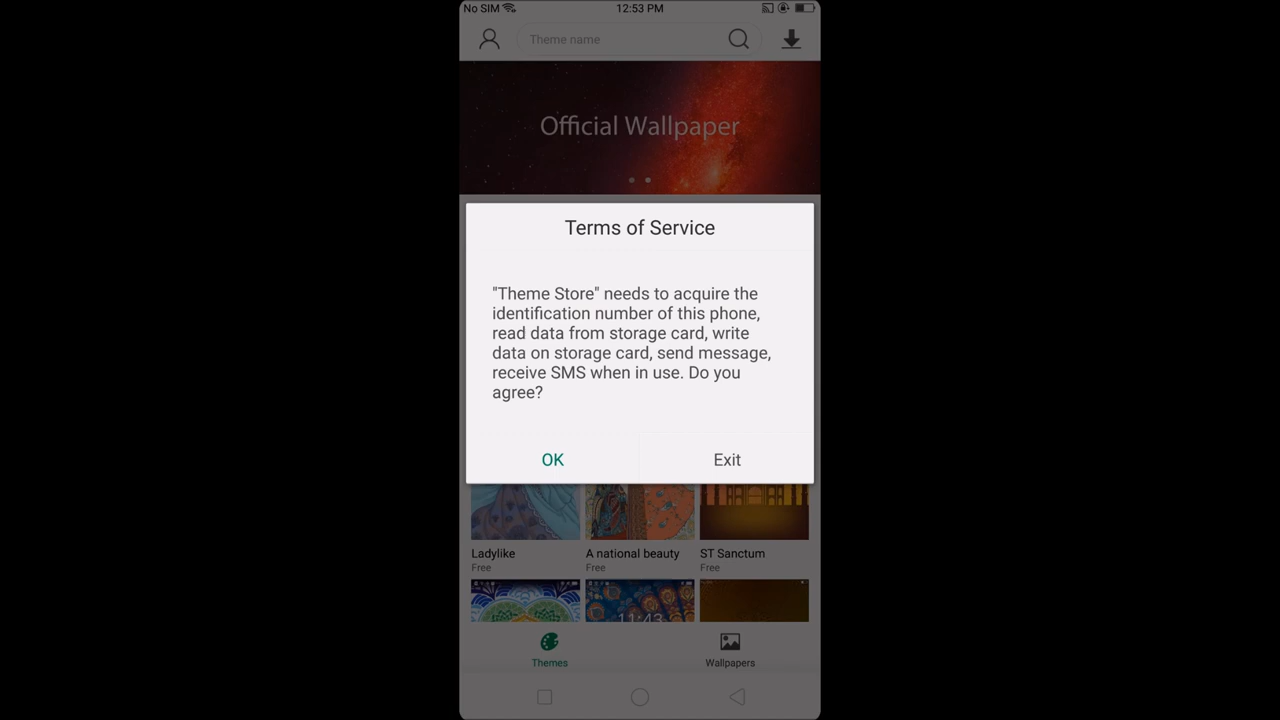 No SIM 12:53 PM
Theme name
Official Wallpaper
Terms of Service
"Theme Store" needs to acquire the
identification number of this phone,
read data from storage card, write
data on storage card, send message,
receive SMS when in use. Do you
agree?
OK Exit
Ladylike A national beauty ST Sanctum
Free Free Free
11:43
Themes Wallpapers